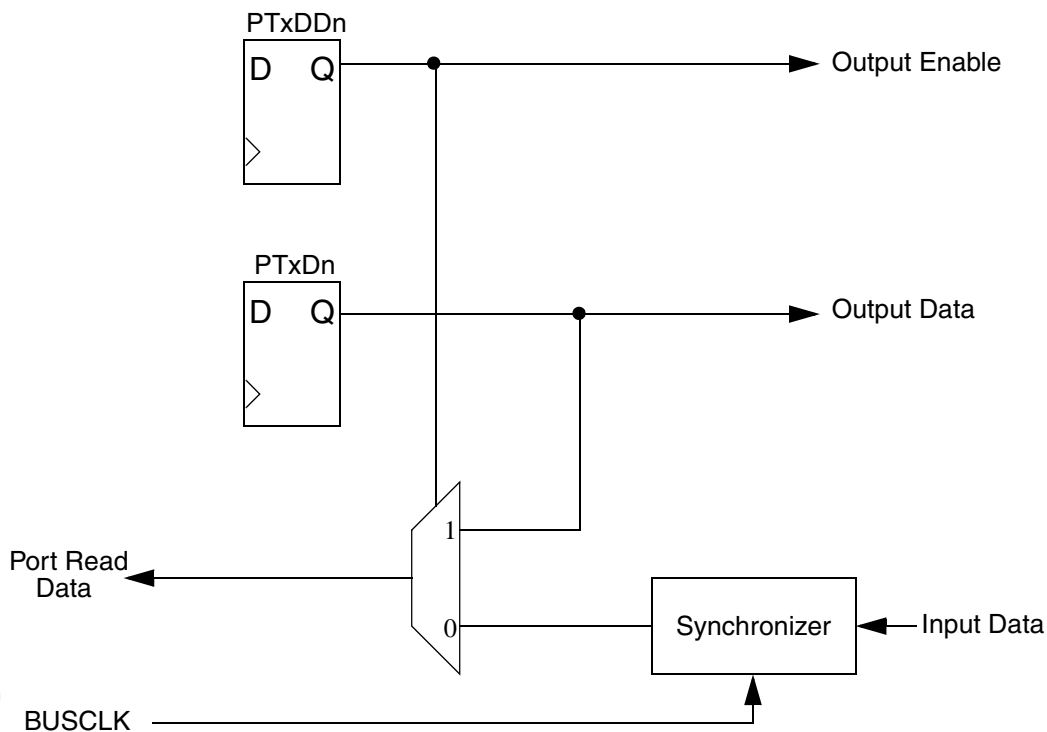 PTxDDn
D Q
Output Enable
PTxDn
D Q
Output Data
1
Port Read
Data
0
Synchronizer
Input Data
BUSCLK